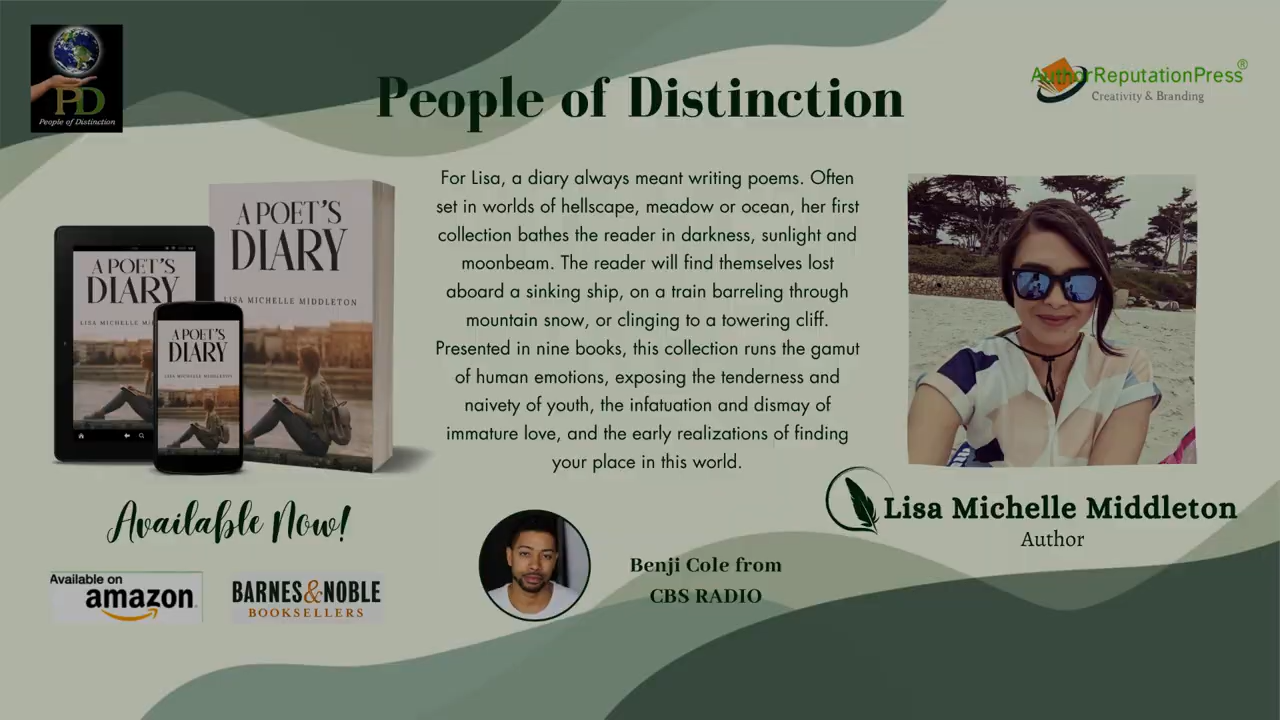 PD
People of Distinction
People of Distinction
AuthorReputationPress®
Creativity & Branding
A POET'S
DIARY
LISA MICHELLE MIDDLETON
A POET'S
DIARY
LISA MICHELLE
A POET'S
DIARY
LISA MICHELLE MIDDLETON
For Lisa, a diary always meant writing poems. Often
set in worlds of hellscape, meadow or ocean, her first
collection bathes the reader in darkness, sunlight and
moonbeam. The reader will find themselves lost
aboard a sinking ship, on a train barreling through
mountain snow, or clinging to a towering cliff.
Presented in nine books, this collection runs the gamut
of human emotions, exposing the tenderness and
naivety of youth, the infatuation and dismay of
immature love, and the early realizations of finding
your place in this world.
Lisa Michelle Middleton
Author
Available Now!
Available on
amazon
BARNES&NOBLE
BOOKSELLERS
Benji Cole from
CBS RADIO